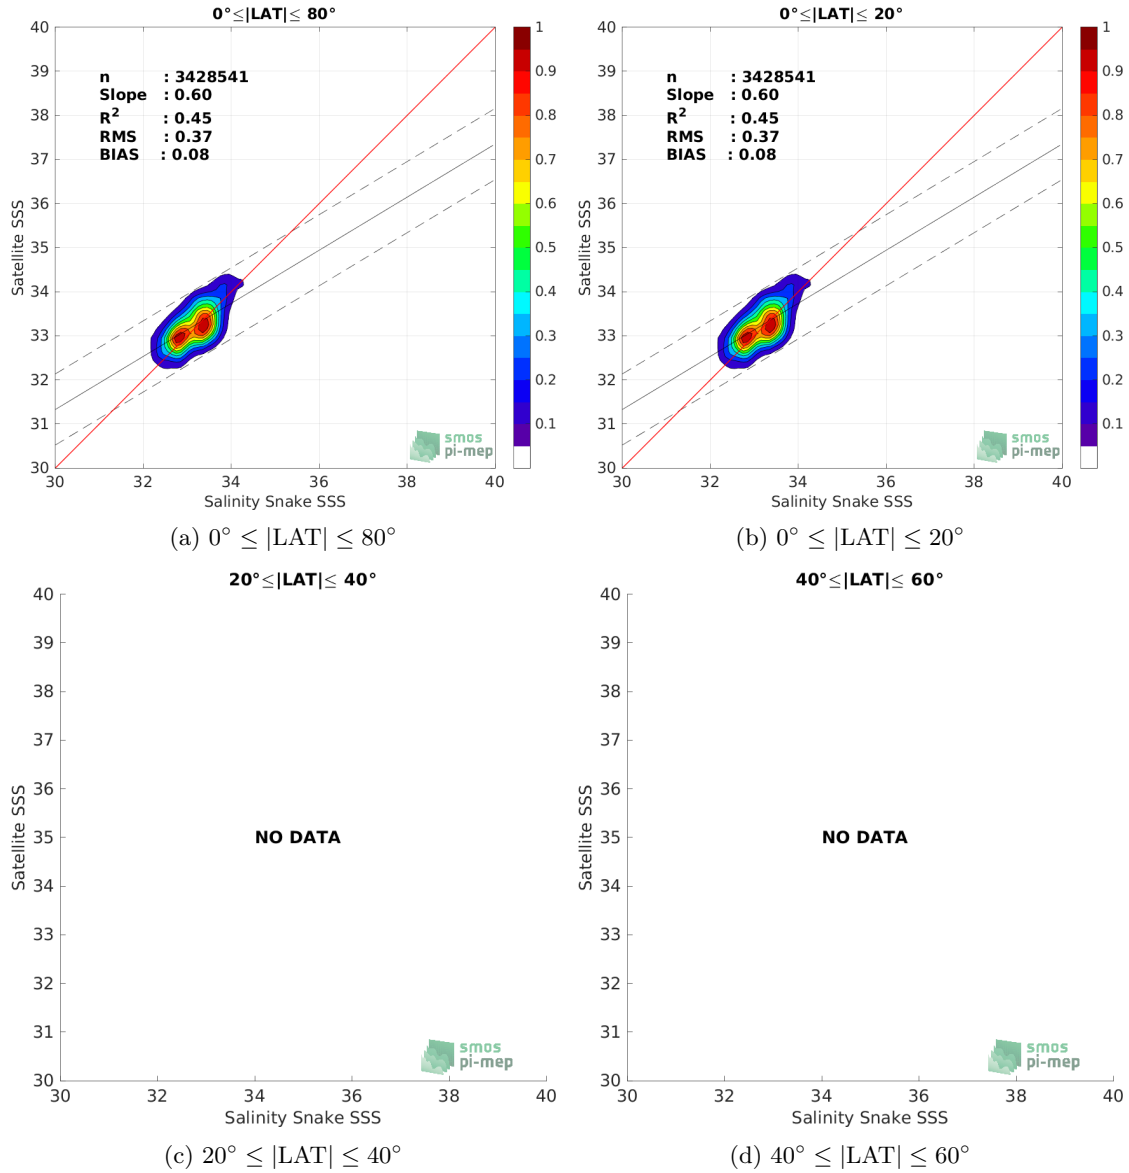 0°≤|LAT|≤ 80°
40
39
38
37
36
35
34
33
32
31
30
Satellite SSS
n : 3428541
Slope : 0.60
R² : 0.45
RMS : 0.37
BIAS : 0.08
smos
pi-mep
30 32 34 36 38 40
Salinity Snake SSS
1
0.9
0.8
0.7
0.6
0.5
0.4
0.3
0.2
0.1
(a) 0° ≤ |LAT| ≤ 80°
0°≤|LAT|≤ 20°
40
39
38
37
36
35
34
33
32
31
30
Satellite SSS
n : 3428541
Slope : 0.60
R² : 0.45
RMS : 0.37
BIAS : 0.08
smos
pi-mep
30 32 34 36 38 40
Salinity Snake SSS
1
0.9
0.8
0.7
0.6
0.5
0.4
0.3
0.2
0.1
(b) 0° ≤ |LAT| ≤ 20°
20°≤|LAT|≤ 40°
40
39
38
37
36
35
34
33
32
31
30
Satellite SSS
NO DATA
smos
pi-mep
30 32 34 36 38 40
Salinity Snake SSS
(c) 20° ≤ |LAT| ≤ 40°
40°≤|LAT|≤ 60°
40
39
38
37
36
35
34
33
32
31
30
Satellite SSS
NO DATA
smos
pi-mep
30 32 34 36 38 40
Salinity Snake SSS
(d) 40° ≤ |LAT| ≤ 60°